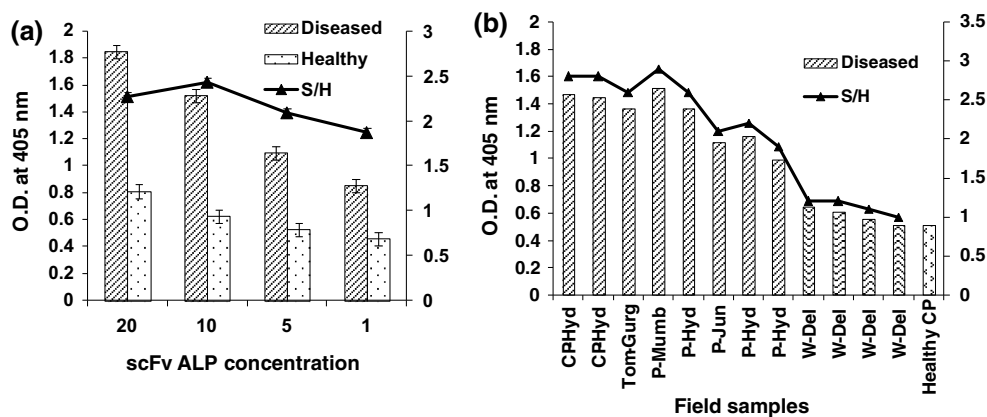 (a)
O.D. at 405 nm
2
1.8
1.6
1.4
1.2
1
0.8
0.6
0.4
0.2
0
Diseased
Healthy
S/H
3
2.5
2
1.5
1
0.5
0
20 10 5 1
scFv ALP concentration
(b)
O.D. at 405 nm
2
1.8
1.6
1.4
1.2
1
0.8
0.6
0.4
0.2
0
Diseased
S/H
3.5
3
2.5
2
1.5
1
0.5
0
CPHyd
CPHyd
Tom-Gurg
P-Mumb
P-Hyd
P-Jun
P-Hyd
P-Hyd
W-Del
W-Del
W-Del
W-Del
Healthy CP
Field samples